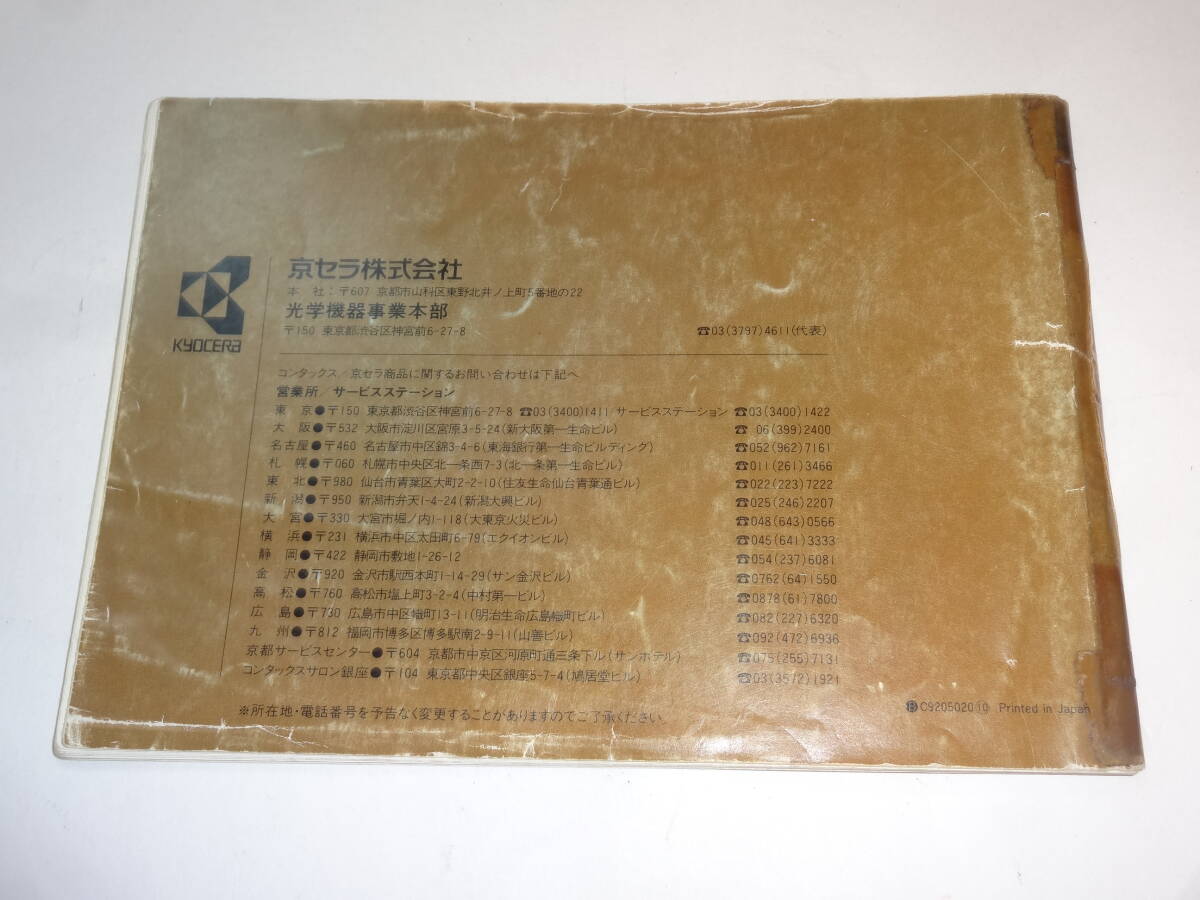 京セラ株式会社
本 社：〒607 京都市山科区東野北井ノ上町5番地の22
光学機器事業本部
〒150 東京都渋谷区神宮前6-27-8 ☎03(3797)4611(代表)
KYOCERA
コンタックス/京セラ商品に関するお問い合わせは下記へ
営業所/サービスステーション
東 京●〒150 東京都渋谷区神宮前6-27-8 ☎03(3400)1411/サービスステーション ☎03(3400)1422
大 阪●〒532 大阪市淀川区宮原3-5-24(新大阪第一生命ビル) ☎06(399)2400
名古屋●〒460 名古屋市中区錦3-4-6(東海銀行第一生命ビルディング) ☎052(962)7161
札 幌●〒060 札幌市中央区北一条西7-3(北一条第一生命ビル) ☎011(261)3466
東 北●〒980 仙台市青葉区大町2-2-10(住友生命仙台青葉通ビル) ☎022(223)7222
新 潟●〒950 新潟市弁天1-4-24(新潟大興ビル) ☎025(246)2207
大 宮●〒330 大宮市堀ノ内1-118(大東京火災ビル) ☎048(643)0566
横 浜●〒231 横浜市中区太田町6-79(エクイオンビル) ☎045(641)3333
静 岡●〒422 静岡市敷地1-26-12 ☎054(237)6081
金 沢●〒920 金沢市駅西本町1-14-29(サン金沢ビル) ☎0762(64)1550
高 松●〒760 高松市塩上町3-2-4(中村第一ビル) ☎0878(61)7800
広 島●〒730 広島市中区幟町13-11(明治生命広島幟町ビル) ☎082(227)6320
九 州●〒812 福岡市博多区博多駅南2-9-11(山善ビル) ☎092(472)6936
京都サービスセンター●〒604 京都市中京区河原町通三条下ル(サンホテル) ☎075(255)7131
コンタックスサロン銀座●〒104 東京都中央区銀座5-7-4(鳩居堂ビル) ☎03(3572)1921
※所在地・電話番号を予告なく変更することがありますのでご了承ください。
Ⓑ C9205020-10 Printed in Japan